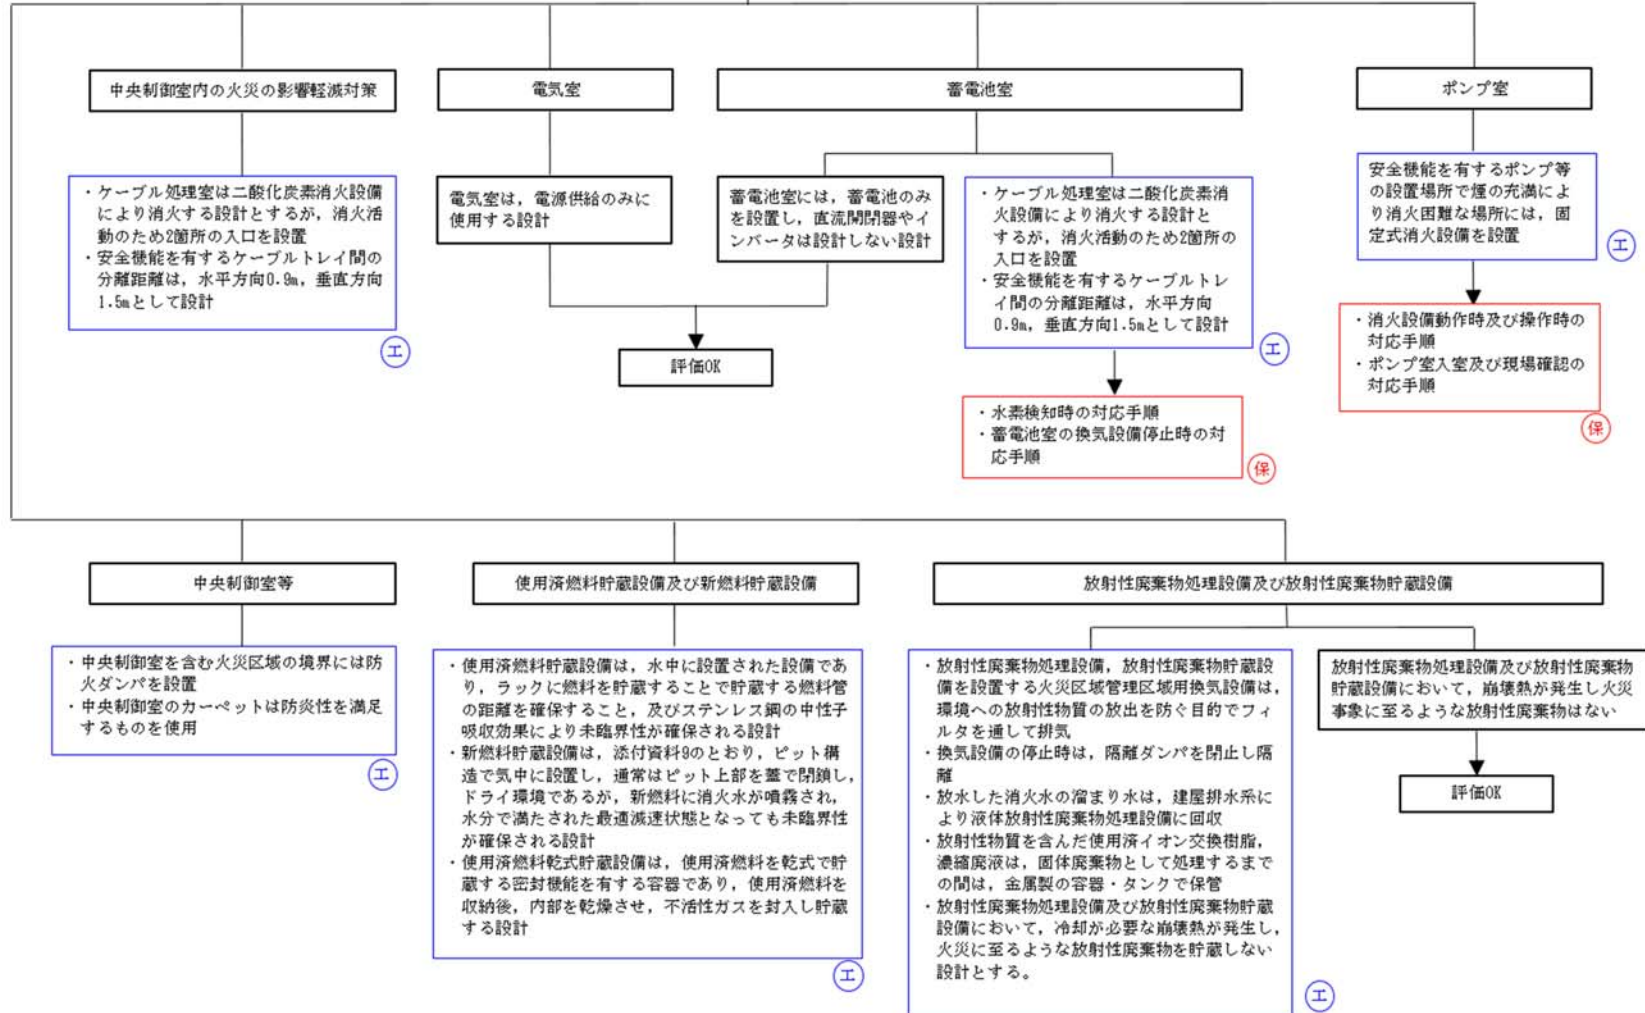 中央制御室内の火災の影響軽減対策
・ケーブル処理室は二酸化炭素消火設備
により消火する設計とするが，消火活
動のため2箇所の入口を設置
・安全機能を有するケーブルトレイ間の
分離距離は，水平方向0.9m，垂直方向
1.5mとして設計
エ
電気室
電気室は，電源供給のみに
使用する設計
蓄電池室
蓄電池室には，蓄電池のみ
を設置し，直流開閉器やイ
ンバータは設計しない設計
評価OK
・ケーブル処理室は二酸化炭素消
火設備により消火する設計と
するが，消火活動のため2箇所の
入口を設置
・安全機能を有するケーブルトレ
イ間の分離距離は，水平方向
0.9m，垂直方向1.5mとして設計
エ
・水素検知時の対応手順
・蓄電池室の換気設備停止時の対
応手順
保
ポンプ室
安全機能を有するポンプ等
の設置場所で煙の充満によ
り消火困難な場所には，固
定式消火設備を設置
エ
・消火設備動作時及び操作時の
対応手順
・ポンプ室入室及び現場確認の
対応手順
保
中央制御室等
・中央制御室を含む火災区域の境界には防
火ダンパを設置
・中央制御室のカーペットは防炎性を満足
するものを使用
エ
使用済燃料貯蔵設備及び新燃料貯蔵設備
・使用済燃料貯蔵設備は，水中に設置された設備であ
り，ラックに燃料を貯蔵することで貯蔵する燃料管
の距離を確保すること，及びステンレス鋼の中性子
吸収効果により未臨界性が確保される設計
・新燃料貯蔵設備は，添付資料9のとおり，ピット構
造で気中に設置し，通常はピット上部を蓋で閉鎖し，
ドライ環境であるが，新燃料に消火水が噴霧され，
水分で満たされた最適減速状態となっても未臨界性
が確保される設計
・使用済燃料乾式貯蔵設備は，使用済燃料を乾式で貯
蔵する密封機能を有する容器であり，使用済燃料を
収納後，内部を乾燥させ，不活性ガスを封入し貯蔵
する設計
エ
放射性廃棄物処理設備及び放射性廃棄物貯蔵設備
・放射性廃棄物処理設備，放射性廃棄物貯蔵設
備を設置する火災区域管理区域用換気設備は，
環境への放射性物質の放出を防ぐ目的でフィ
ルタを通して排気
・換気設備の停止時は，隔離ダンパを閉止し隔
離
・放水した消火水の溜まり水は，建屋排水系に
より液体放射性廃棄物処理設備に回収
・放射性物質を含んだ使用済イオン交換樹脂，
濃縮廃液は，固体廃棄物として処理するまで
の間は，金属製の容器・タンクで保管
・放射性廃棄物処理設備及び放射性廃棄物貯蔵
設備において，冷却が必要な崩壊熱が発生し，
火災に至るような放射性廃棄物を貯蔵しない
設計とする。
エ
放射性廃棄物処理設備及び放射性廃棄物
貯蔵設備において，崩壊熱が発生し火災
事象に至るような放射性廃棄物はない
評価OK